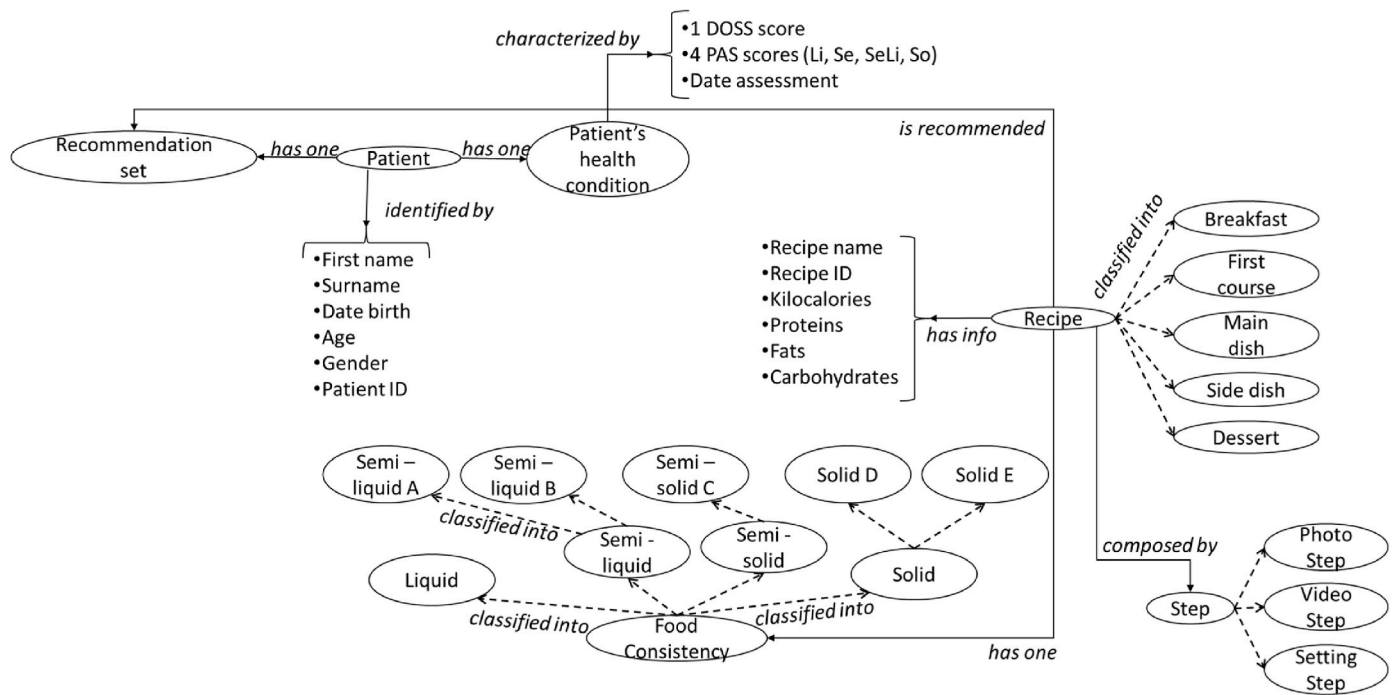 characterized by
•1 DOSS score
•4 PAS scores (Li, Se, SeLi, So)
•Date assessment
is recommended
Recommendation
set
has one
Patient
has one
Patient's
health
condition
identified by
•First name
•Surname
•Date birth
•Age
•Gender
•Patient ID
•Recipe name
•Recipe ID
•Kilocalories
•Proteins
•Fats
•Carbohydrates
has info
Recipe
classified into
Breakfast
First
course
Main
dish
Side dish
Dessert
Semi –
liquid A
Semi –
liquid B
Semi –
solid C
Solid D
Solid E
classified into
Semi -
liquid
Semi -
solid
Liquid
Solid
classified into
classified into
Food
Consistency
has one
composed by
Step
Photo
Step
Video
Step
Setting
Step